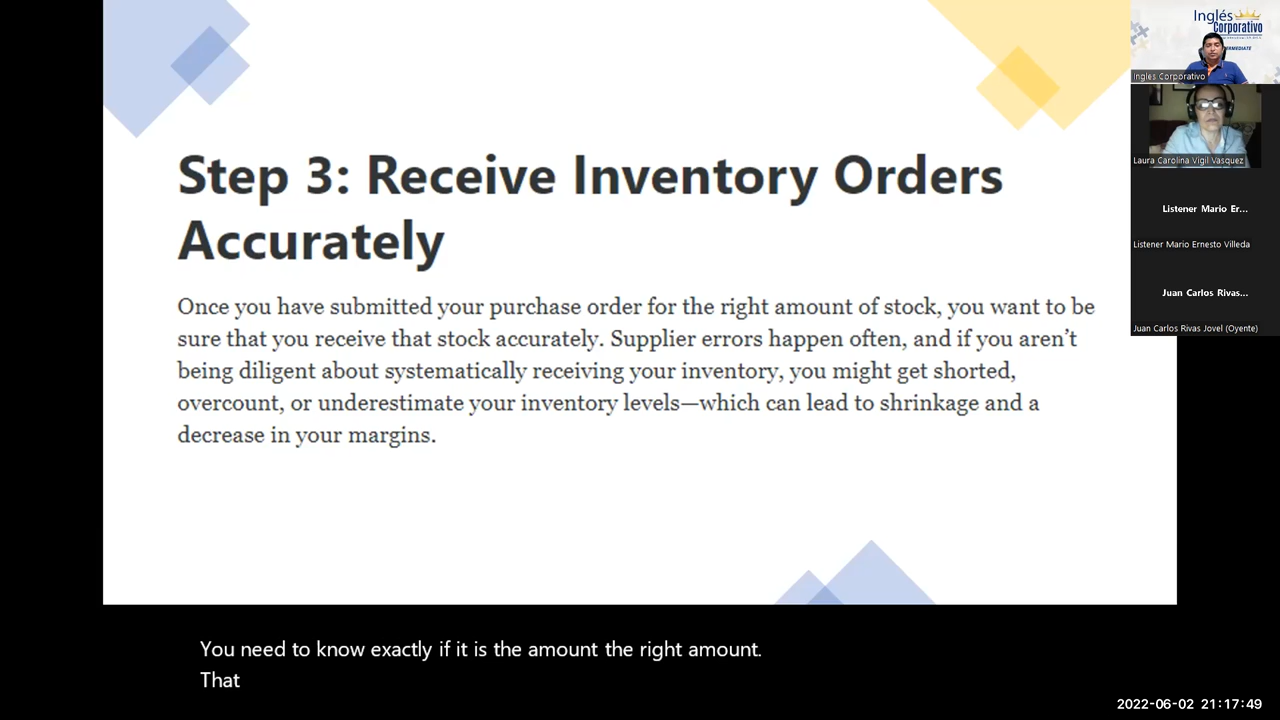 Step 3: Receive Inventory Orders
Accurately
Once you have submitted your purchase order for the right amount of stock, you want to be
sure that you receive that stock accurately. Supplier errors happen often, and if you aren’t
being diligent about systematically receiving your inventory, you might get shorted,
overcount, or underestimate your inventory levels—which can lead to shrinkage and a
decrease in your margins.
Inglés
Corporativo
Ingles Corporativo
Laura Carolina Vigil Vasquez
Listener Mario Er...
Listener Mario Ernesto Villeda
Juan Carlos Rivas...
Juan Carlos Rivas Jovel (Oyente)
You need to know exactly if it is the amount the right amount.
That
2022-06-02 21:17:49